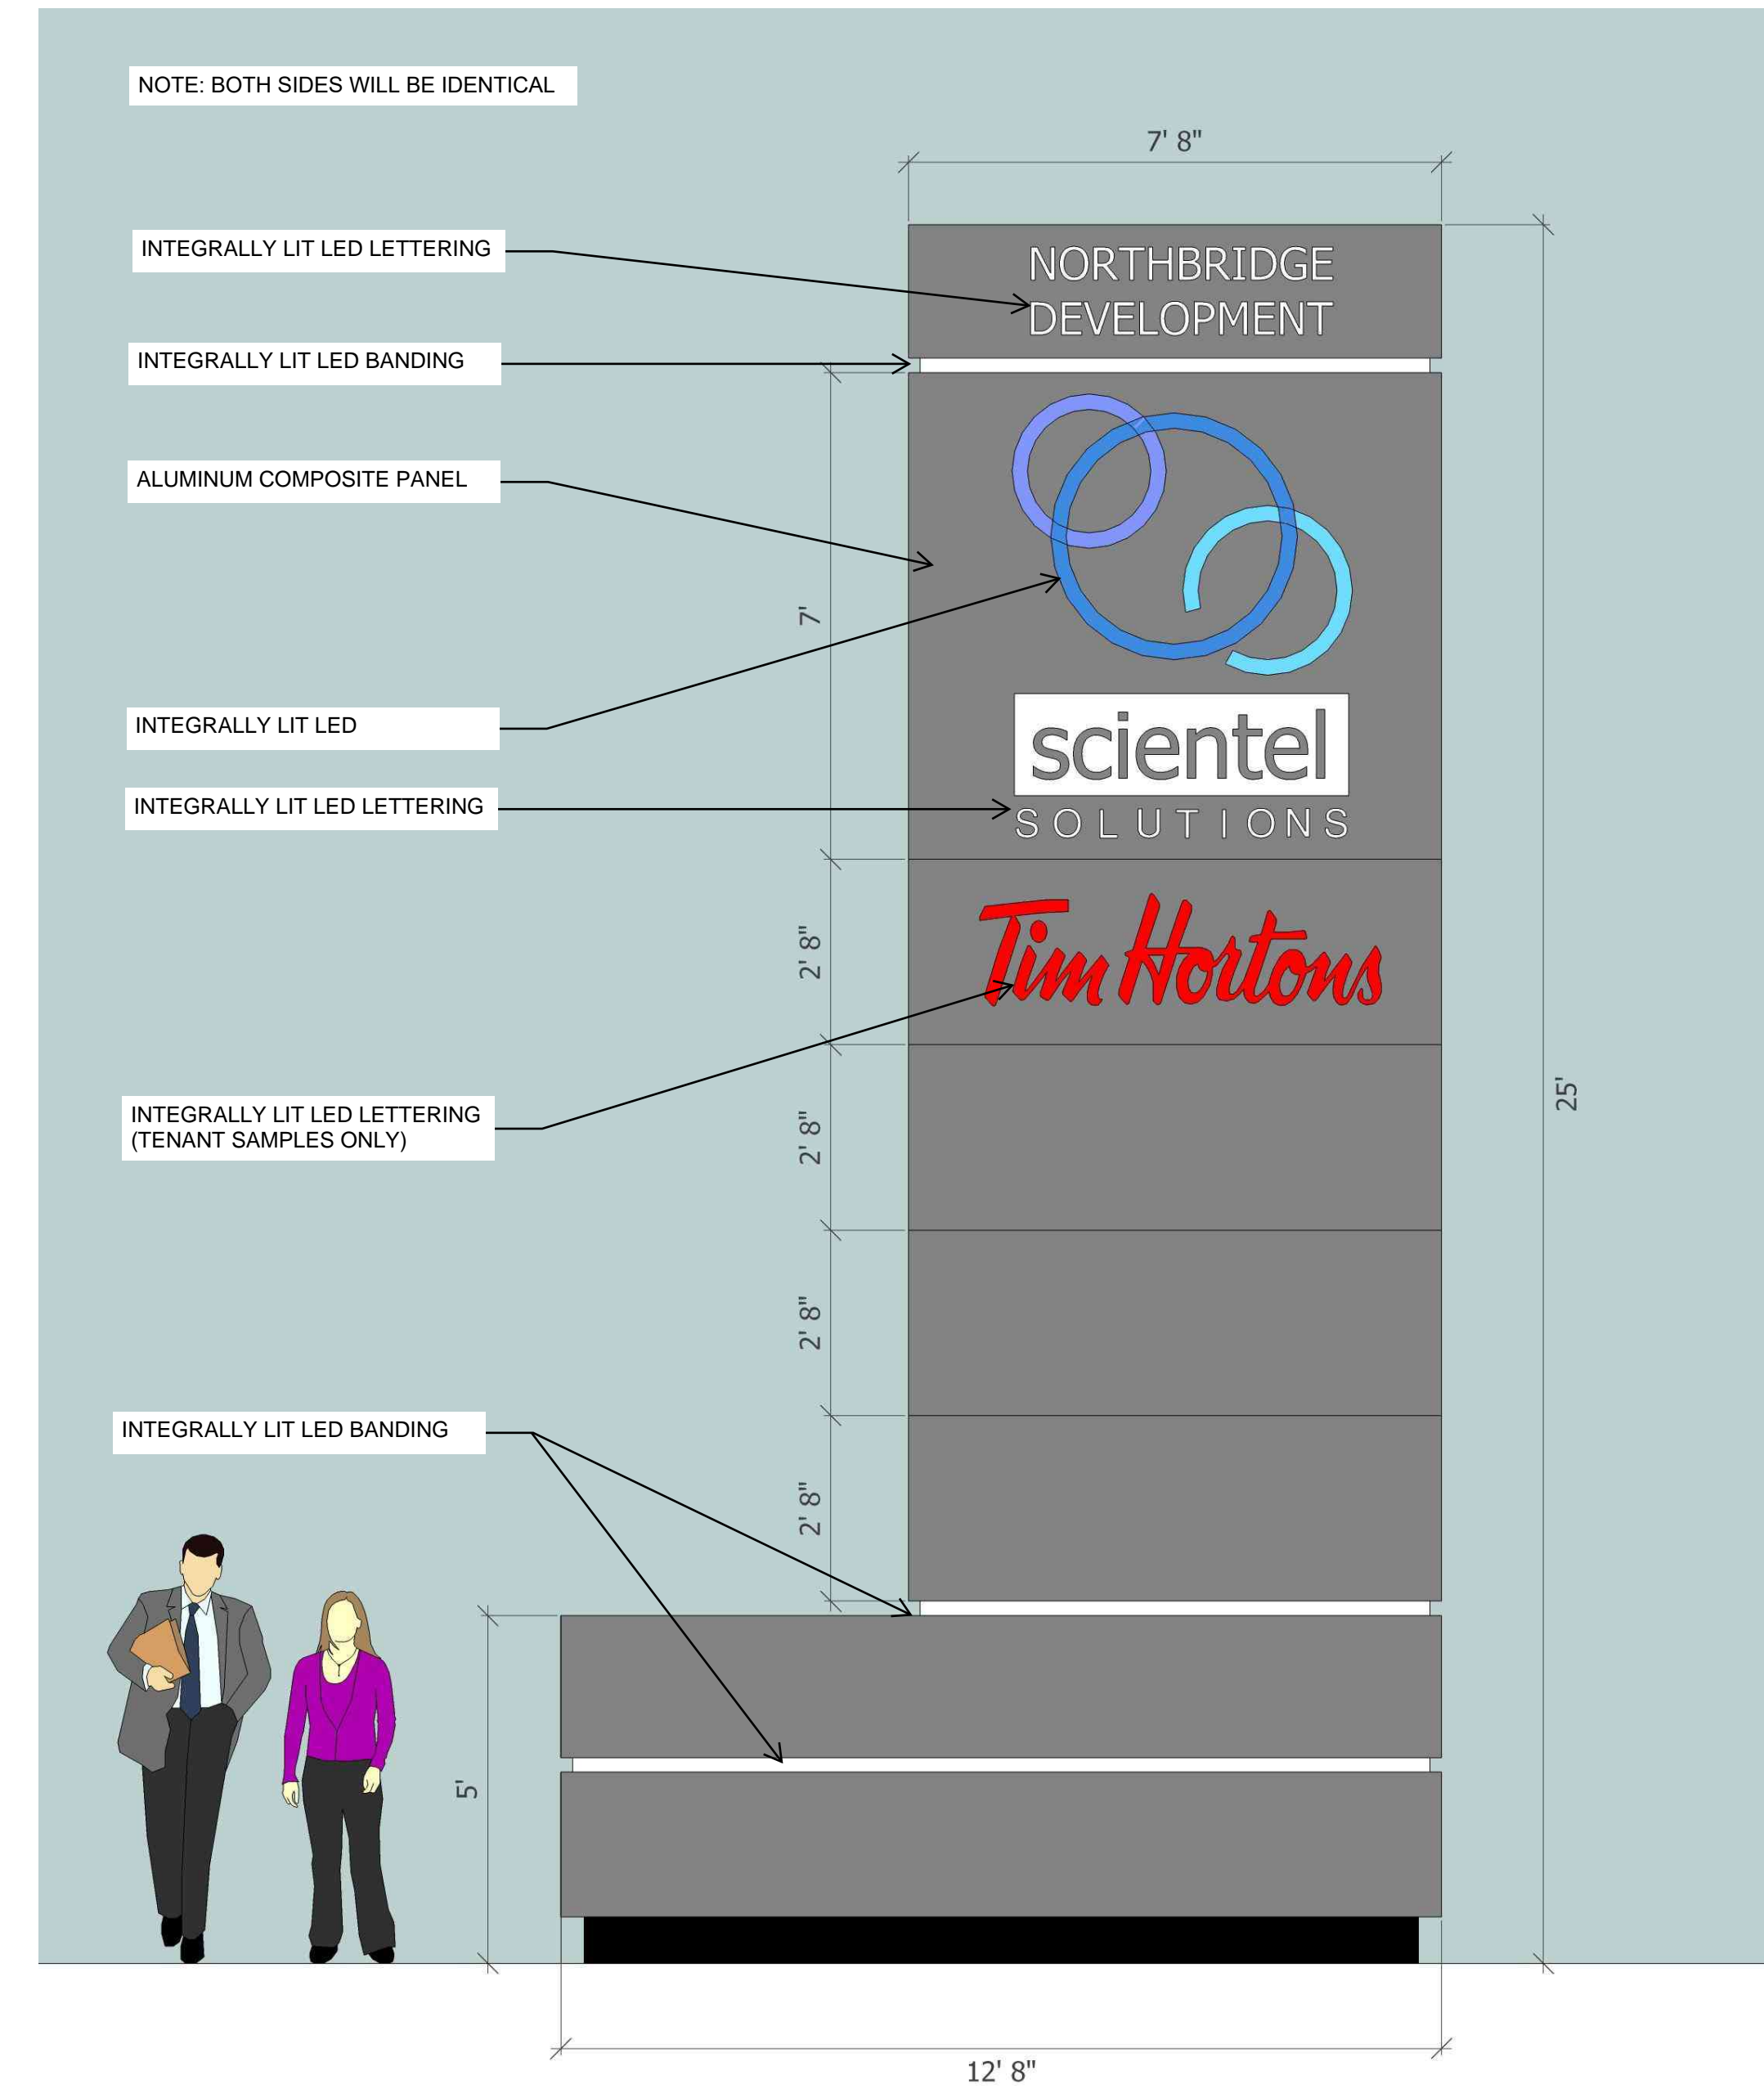 NOTE: BOTH SIDES WILL BE IDENTICAL
7' 8"
INTEGRALLY LIT LED LETTERING
NORTHBRIDGE
DEVELOPMENT
INTEGRALLY LIT LED BANDING
ALUMINUM COMPOSITE PANEL
7'
INTEGRALLY LIT LED
scientel
INTEGRALLY LIT LED LETTERING
SOLUTIONS
Tim Hortons
2' 8"
25'
INTEGRALLY LIT LED LETTERING
(TENANT SAMPLES ONLY)
2' 8"
2' 8"
INTEGRALLY LIT LED BANDING
2' 8"
5'
12' 8"